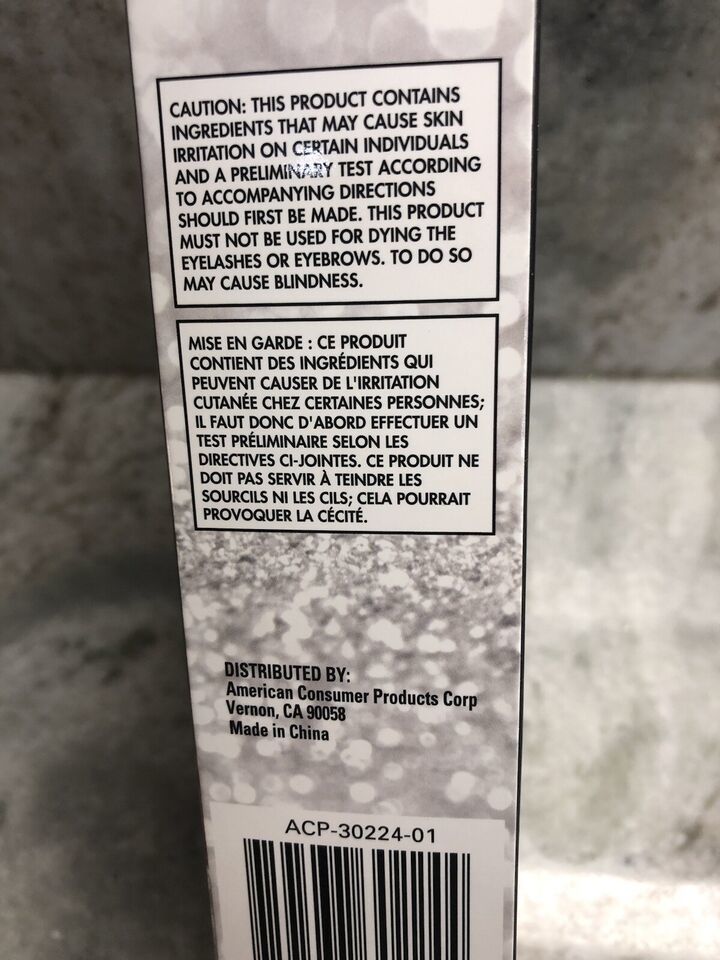 CAUTION: THIS PRODUCT CONTAINS
INGREDIENTS THAT MAY CAUSE SKIN
IRRITATION ON CERTAIN INDIVIDUALS
AND A PRELIMINARY TEST ACCORDING
TO ACCOMPANYING DIRECTIONS
SHOULD FIRST BE MADE. THIS PRODUCT
MUST NOT BE USED FOR DYING THE
EYELASHES OR EYEBROWS. TO DO SO
MAY CAUSE BLINDNESS.
MISE EN GARDE : CE PRODUIT
CONTIENT DES INGRÉDIENTS QUI
PEUVENT CAUSER DE L'IRRITATION
CUTANÉE CHEZ CERTAINES PERSONNES;
IL FAUT DONC D'ABORD EFFECTUER UN
TEST PRÉLIMINAIRE SELON LES
DIRECTIVES CI-JOINTES. CE PRODUIT NE
DOIT PAS SERVIR À TEINDRE LES
SOURCILS NI LES CILS; CELA POURRAIT
PROVOQUER LA CÉCITÉ.
DISTRIBUTED BY:
American Consumer Products Corp
Vernon, CA 90058
Made in China
ACP-30224-01